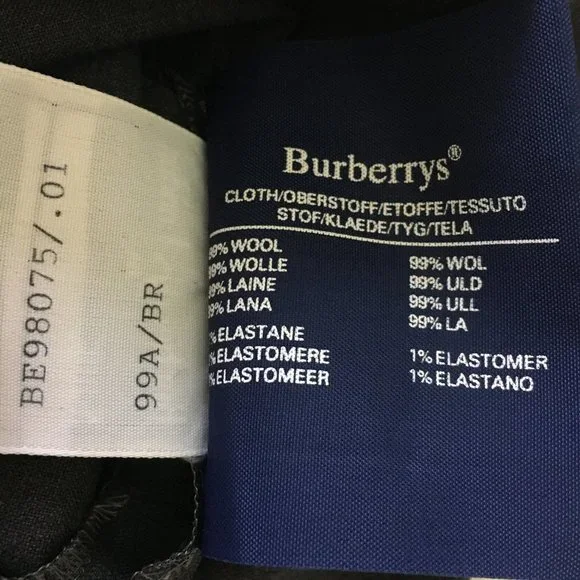 BE98075/.01
99A/BR
Burberrys®
CLOTH/OBERSTOFF/ETOFFE/TESSUTO
STOF/KLAEDE/TYG/TELA
99% WOOL
99% WOLLE
99% LAINE
99% LANA
1% ELASTANE
1% ELASTOMERE
1% ELASTOMEER
99% WOL
99% ULD
99% ULL
99% LA
1% ELASTOMER
1% ELASTANO